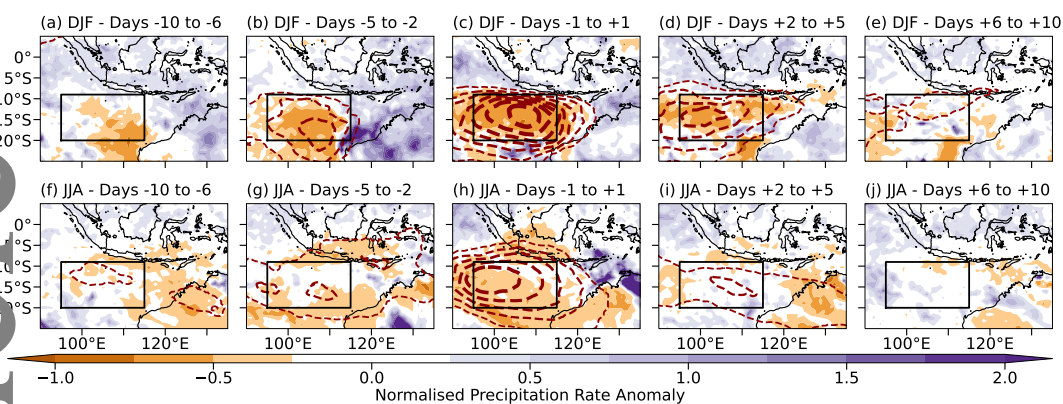 (a) DJF - Days -10 to -6 (b) DJF - Days -5 to -2 (c) DJF - Days -1 to +1 (d) DJF - Days +2 to +5 (e) DJF - Days +6 to +10
0°
5°S
10°S
20°S
(f) JJA - Days -10 to -6 (g) JJA - Days -5 to -2 (h) JJA - Days -1 to +1 (i) JJA - Days +2 to +5 (j) JJA - Days +6 to +10
0°
100°E 120°E 100°E 120°E 100°E 120°E 100°E 120°E 100°E 120°E
−1.0 −0.5 0.0 0.5 1.0 1.5 2.0
Normalised Precipitation Rate Anomaly